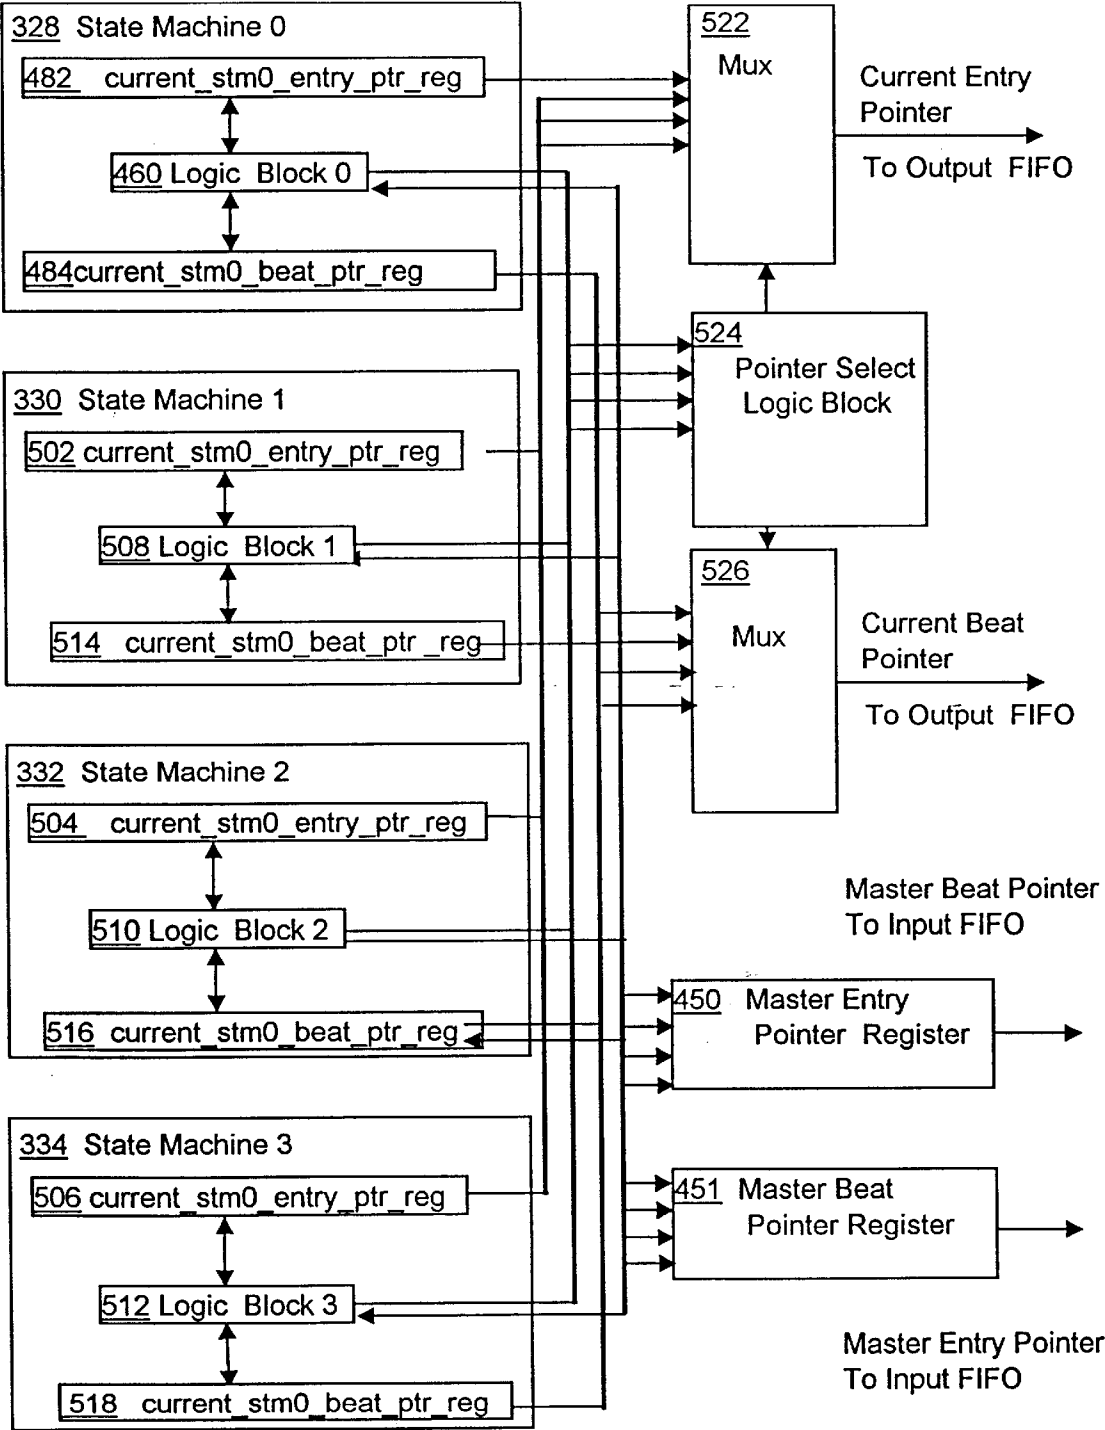 328 State Machine 0
482 current_stm0_entry_ptr_reg
460 Logic Block 0
484 current_stm0_beat_ptr_reg
330 State Machine 1
502 current_stm0_entry_ptr_reg
508 Logic Block 1
514 current_stm0_beat_ptr_reg
332 State Machine 2
504 current_stm0_entry_ptr_reg
510 Logic Block 2
516 current_stm0_beat_ptr_reg
334 State Machine 3
506 current_stm0_entry_ptr_reg
512 Logic Block 3
518 current_stm0_beat_ptr_reg
522
Mux
Current Entry
Pointer
To Output FIFO
524
Pointer Select
Logic Block
526
Mux
Current Beat
Pointer
To Output FIFO
Master Beat Pointer
To Input FIFO
450 Master Entry
Pointer Register
451 Master Beat
Pointer Register
Master Entry Pointer
To Input FIFO